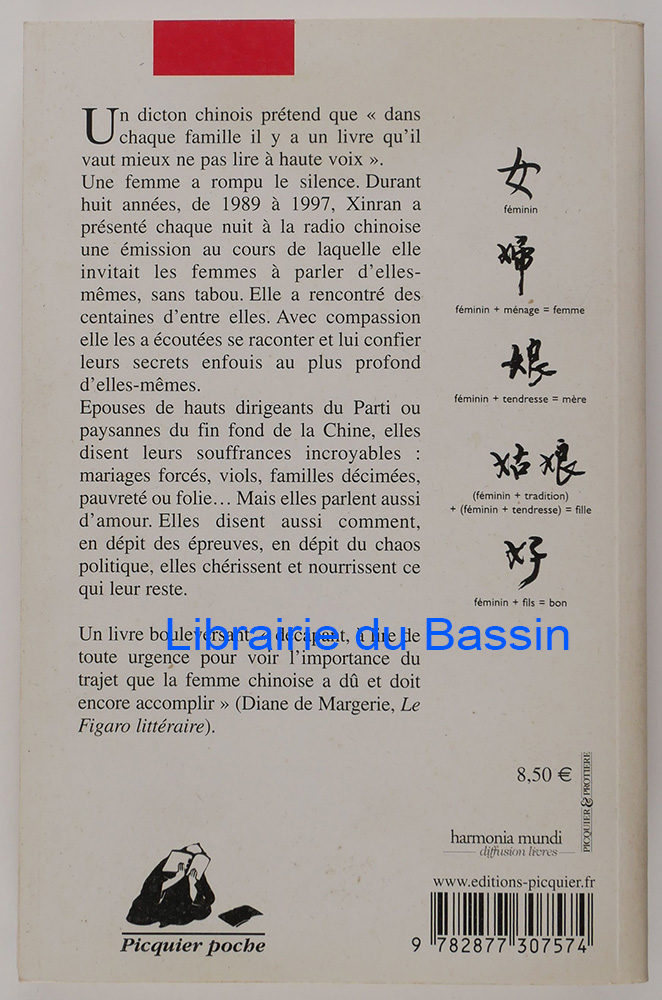 Un dicton chinois prétend que « dans
chaque famille il y a un livre qu'il
vaut mieux ne pas lire à haute voix ».
Une femme a rompu le silence. Durant
huit années, de 1989 à 1997, Xinran a
présenté chaque nuit à la radio chinoise
une émission au cours de laquelle elle
invitait les femmes à parler d'elles-
mêmes, sans tabou. Elle a rencontré des
centaines d'entre elles. Avec compassion
elle les a écoutées se raconter et lui confier
leurs secrets enfouis au plus profond
d'elles-mêmes.
Epouses de hauts dirigeants du Parti ou
paysannes du fin fond de la Chine, elles
disent leurs souffrances incroyables :
mariages forcés, viols, familles décimées,
pauvreté ou folie... Mais elles parlent aussi
d'amour. Elles disent aussi comment,
en dépit des épreuves, en dépit du chaos
politique, elles chérissent et nourrissent ce
qui leur reste.
Un livre bouleversant, « décapant, à lire de
toute urgence pour voir l'importance du
trajet que la femme chinoise a dû et doit
encore accomplir » (Diane de Margerie, Le
Figaro littéraire).
女
féminin
婦
féminin + ménage = femme
娘
féminin + tendresse = mère
姑娘
(féminin + tradition)
+ (féminin + tendresse) = fille
好
féminin + fils = bon
Librairie du Bassin
8,50 €
PICQUIER & PROTIERE
harmonia mundi
diffusion livres
www.editions-picquier.fr
9 782877 307574
Picquier poche